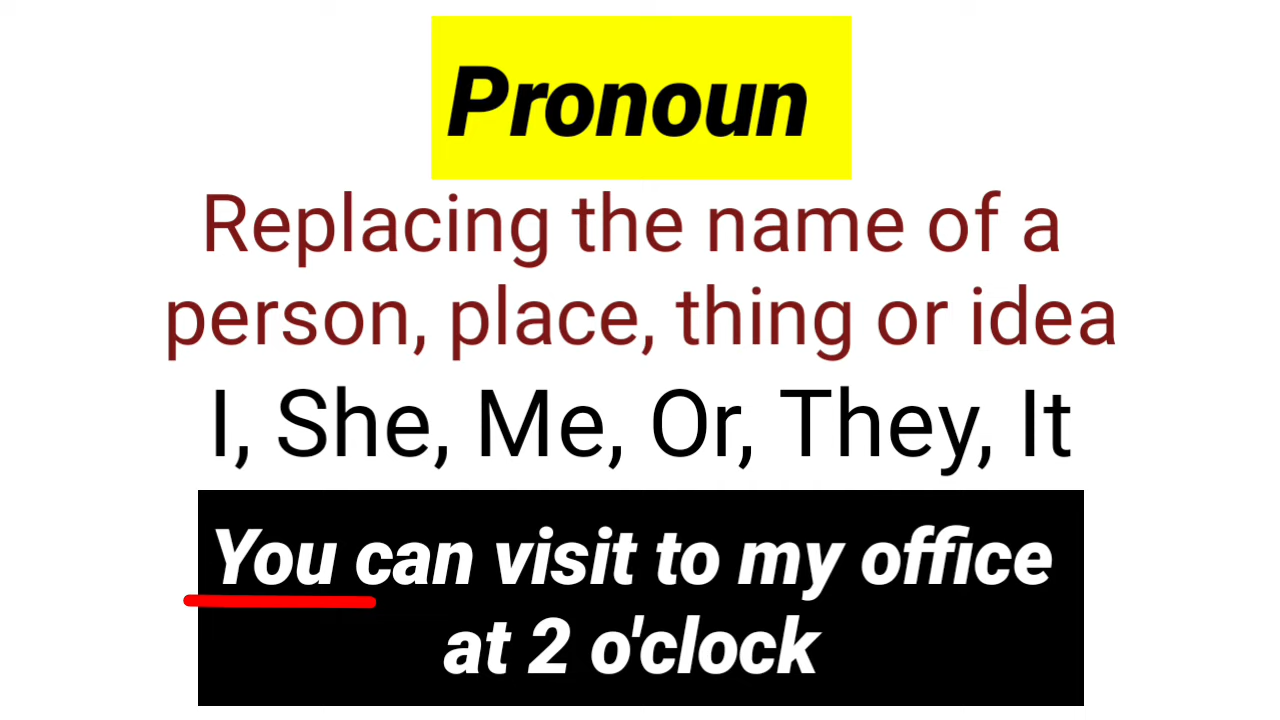 Pronoun
Replacing the name of a
person, place, thing or idea
I, She, Me, Or, They, It
You can visit to my office
at 2 o'clock